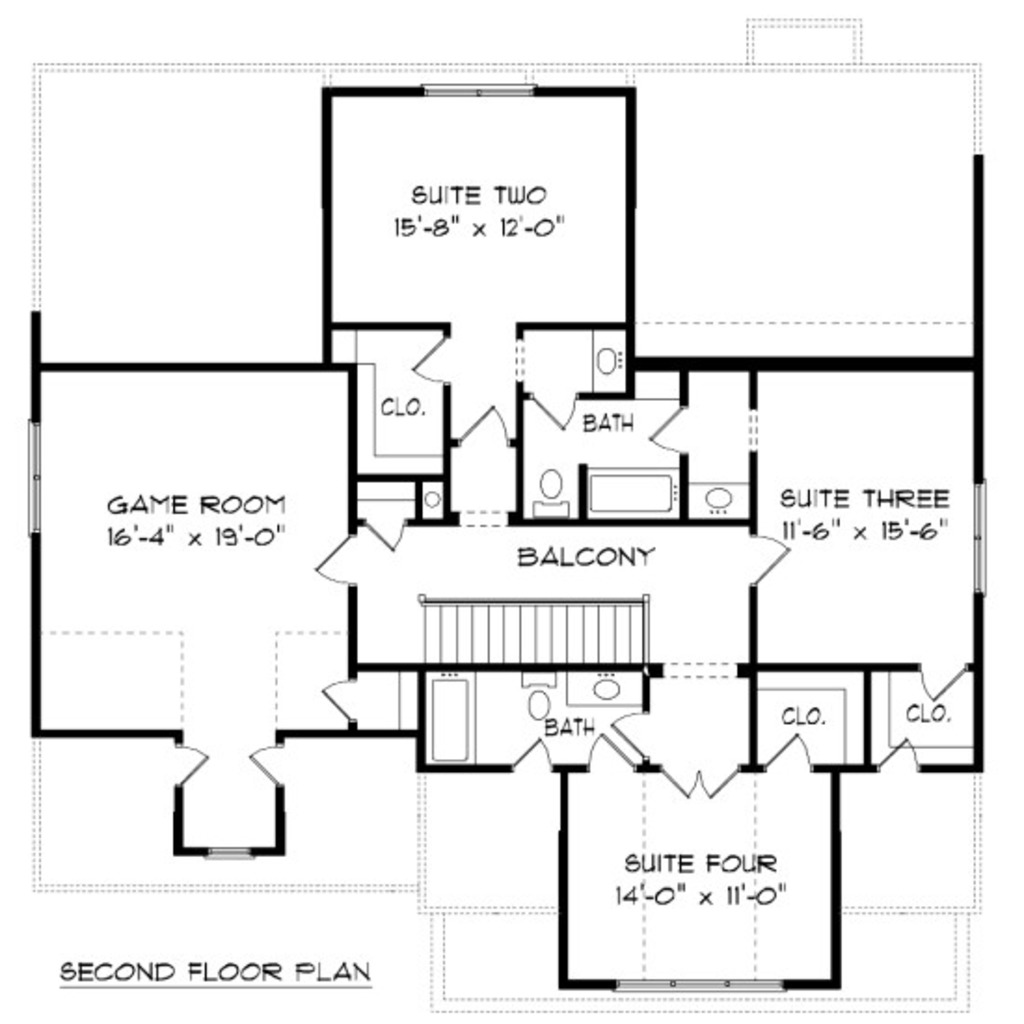 SUITE TWO
15'-8" x 12'-0"
CLO.
BATH
GAME ROOM
16'-4" x 19'-0"
SUITE THREE
11'-6" x 15'-6"
BALCONY
BATH
CLO.
CLO.
SUITE FOUR
14'-0" x 11'-0"
SECOND FLOOR PLAN